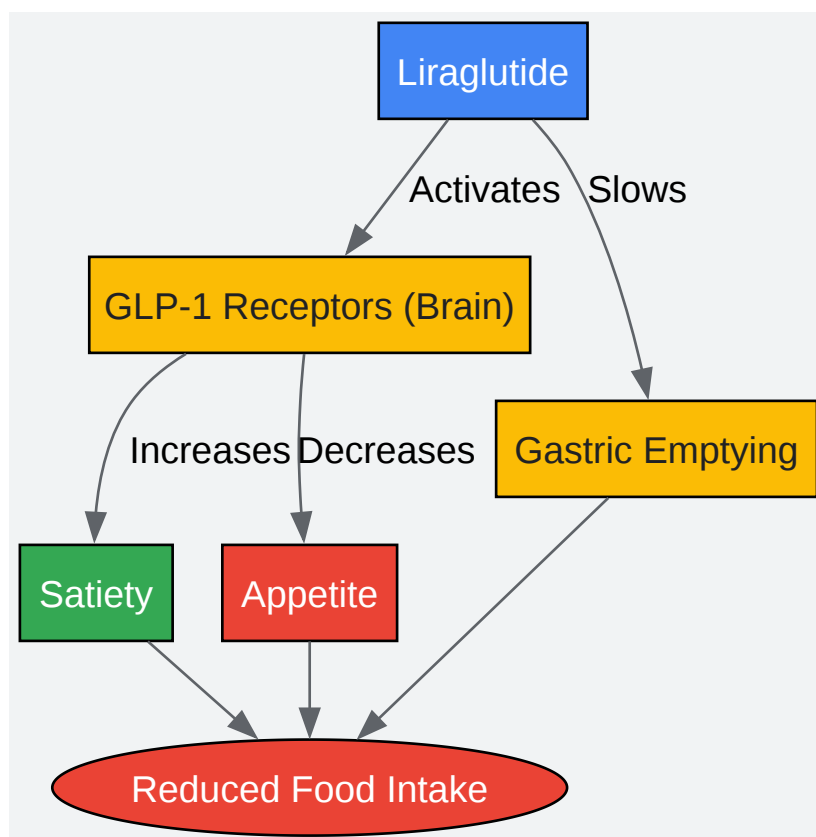 Liraglutide
Activates
Slows
GLP-1 Receptors (Brain)
Increases
Decreases
Gastric Emptying
Satiety
Appetite
Reduced Food Intake